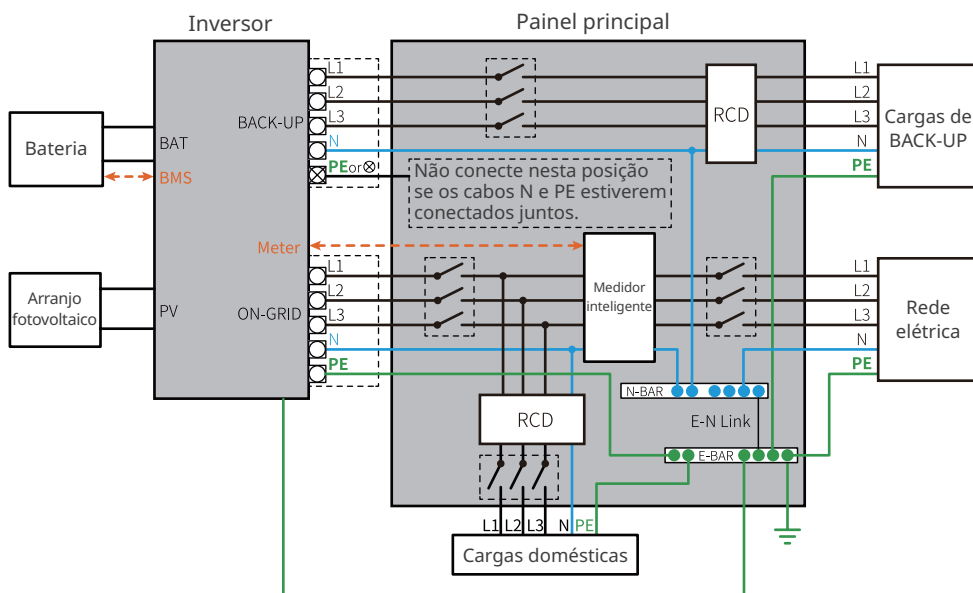 Inversor
Painel principal
L1
L2
L3
N
PEor⊗
BACK-UP
Bateria
BAT
BMS
RCD
L1
L2
L3
N
PE
Cargas de
BACK-UP
Não conecte nesta posição
se os cabos N e PE estiverem
conectados juntos.
Meter
Arranjo
fotovoltaico
PV
ON-GRID
L1
L2
L3
N
PE
Medidor
inteligente
L1
L2
L3
N
PE
Rede
elétrica
N-BAR
E-N Link
E-BAR
RCD
L1
L2
L3
N
PE
Cargas domésticas